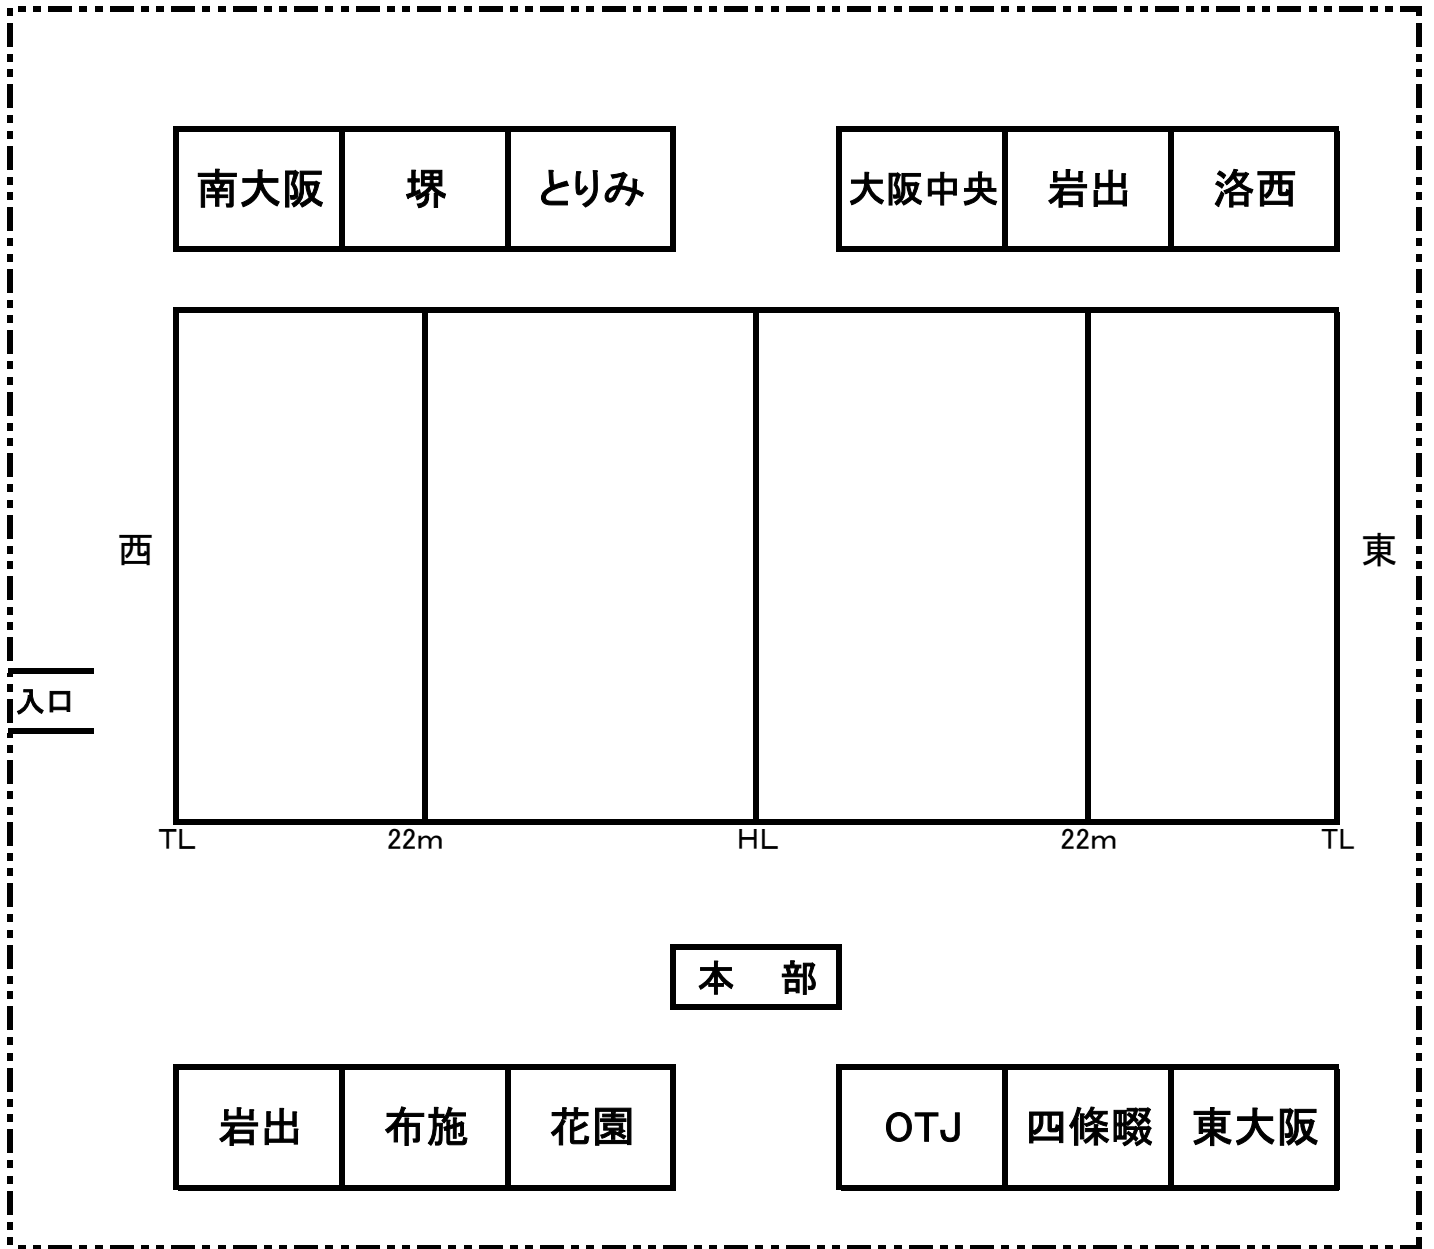 南大阪 堺 とりみ 大阪中央 岩出 洛西
西 東
入口
TL 22m HL 22m TL
本　部
岩出 布施 花園 OTJ 四條畷 東大阪